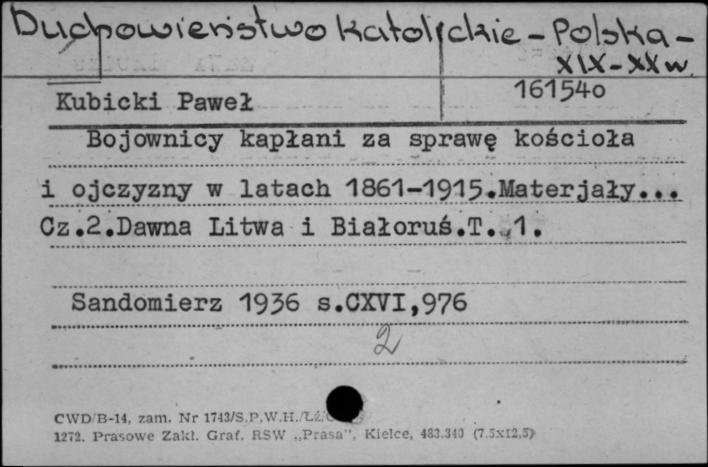 Duchowieństwo katolickie - Polska -
XIX-XX w.
Kubicki Paweł
161540
Bojownicy kapłani za sprawę kościoła
i ojczyzny w latach 1861-1915.Materjały...
Cz.2.Dawna Litwa i Białoruś.T. 1.
Sandomierz 1936 s.CXVI,976
2
CWD/B-14, zam. Nr 1743/S.P.W.H.
1272. Prasowe Zakł. Graf. RSW „Prasa", Kielce, 483.340 (7.5x12,5)